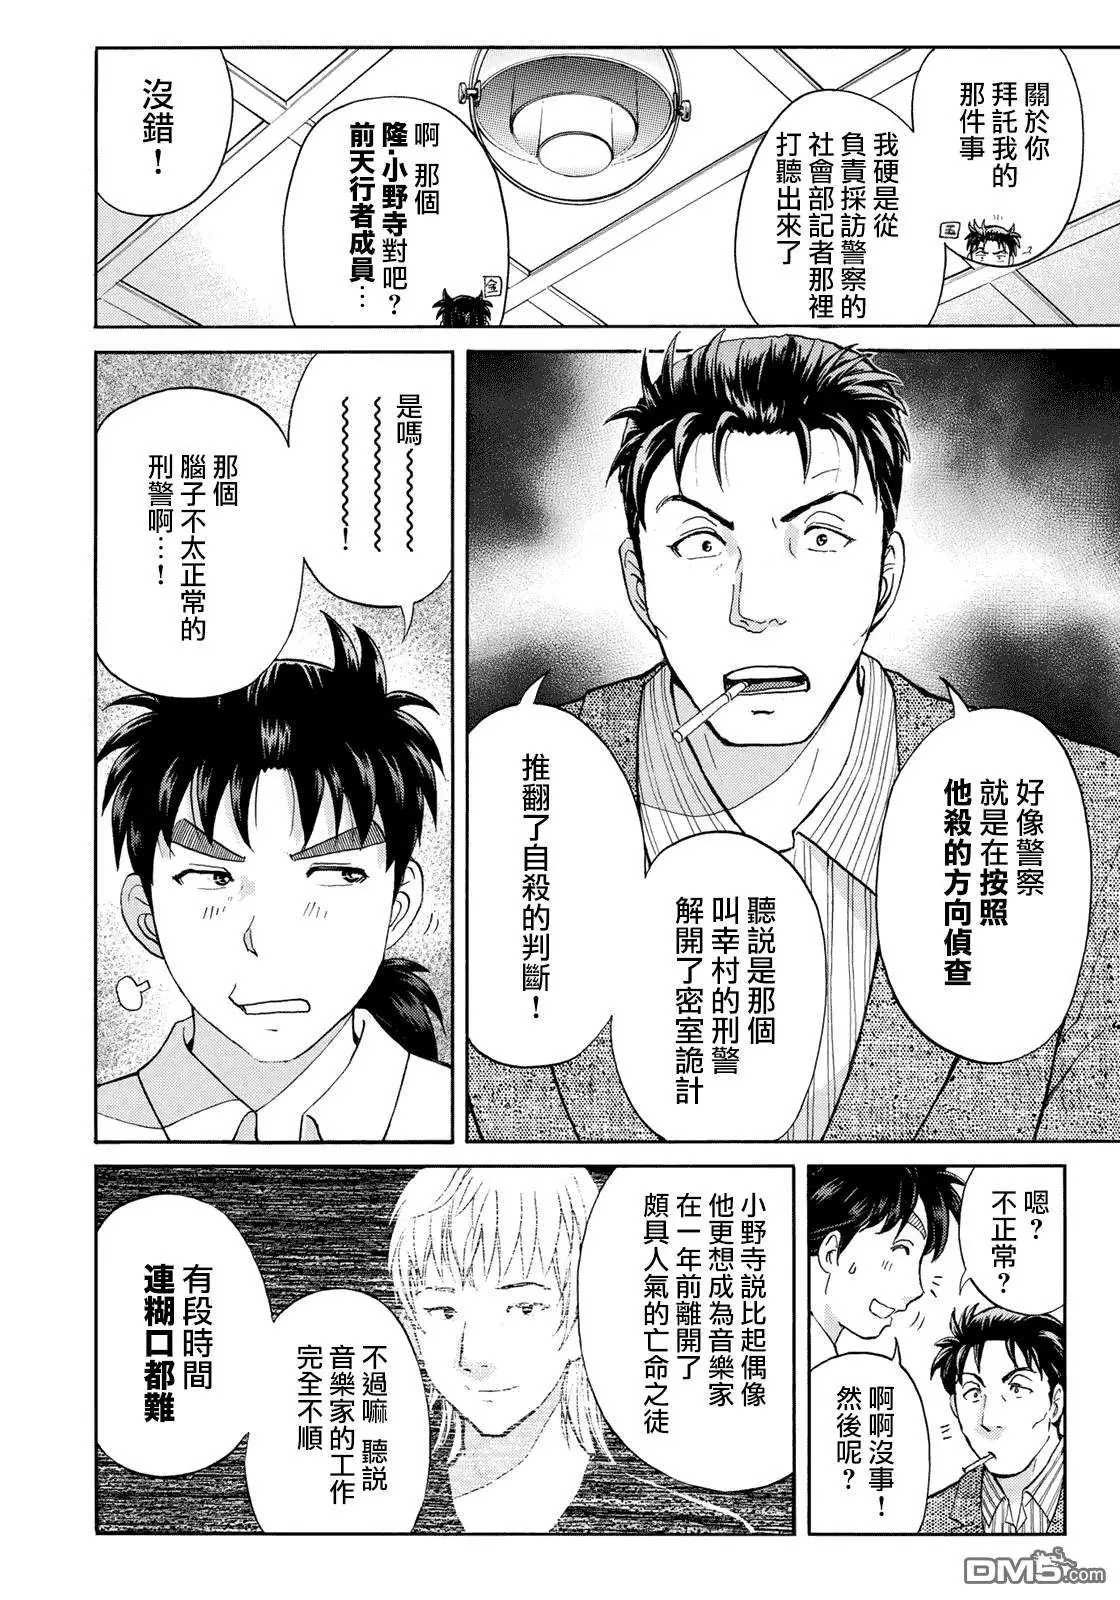 關於你
拜託我的
那件事
五
我硬是從
負責採訪警察的
社會部記者那裡
打聽出來了
啊 那個
隆·小野寺對吧?
前天行者成員…
金
沒錯!
好像警察
就是在按照
他殺的方向偵查
聽說是那個
叫幸村的刑警
解開了密室詭計
推翻了自殺的判斷!
是嗎~~~~!
那個
腦子不太正常的
刑警啊…!
嗯?
不正常?
啊啊沒事!
然後呢?
小野寺說比起偶像
他更想成為音樂家
在一年前離開了
頗具人氣的亡命之徒
不過嘛 聽說
音樂家的工作
完全不順
有段時間
連糊口都難
DM5.com